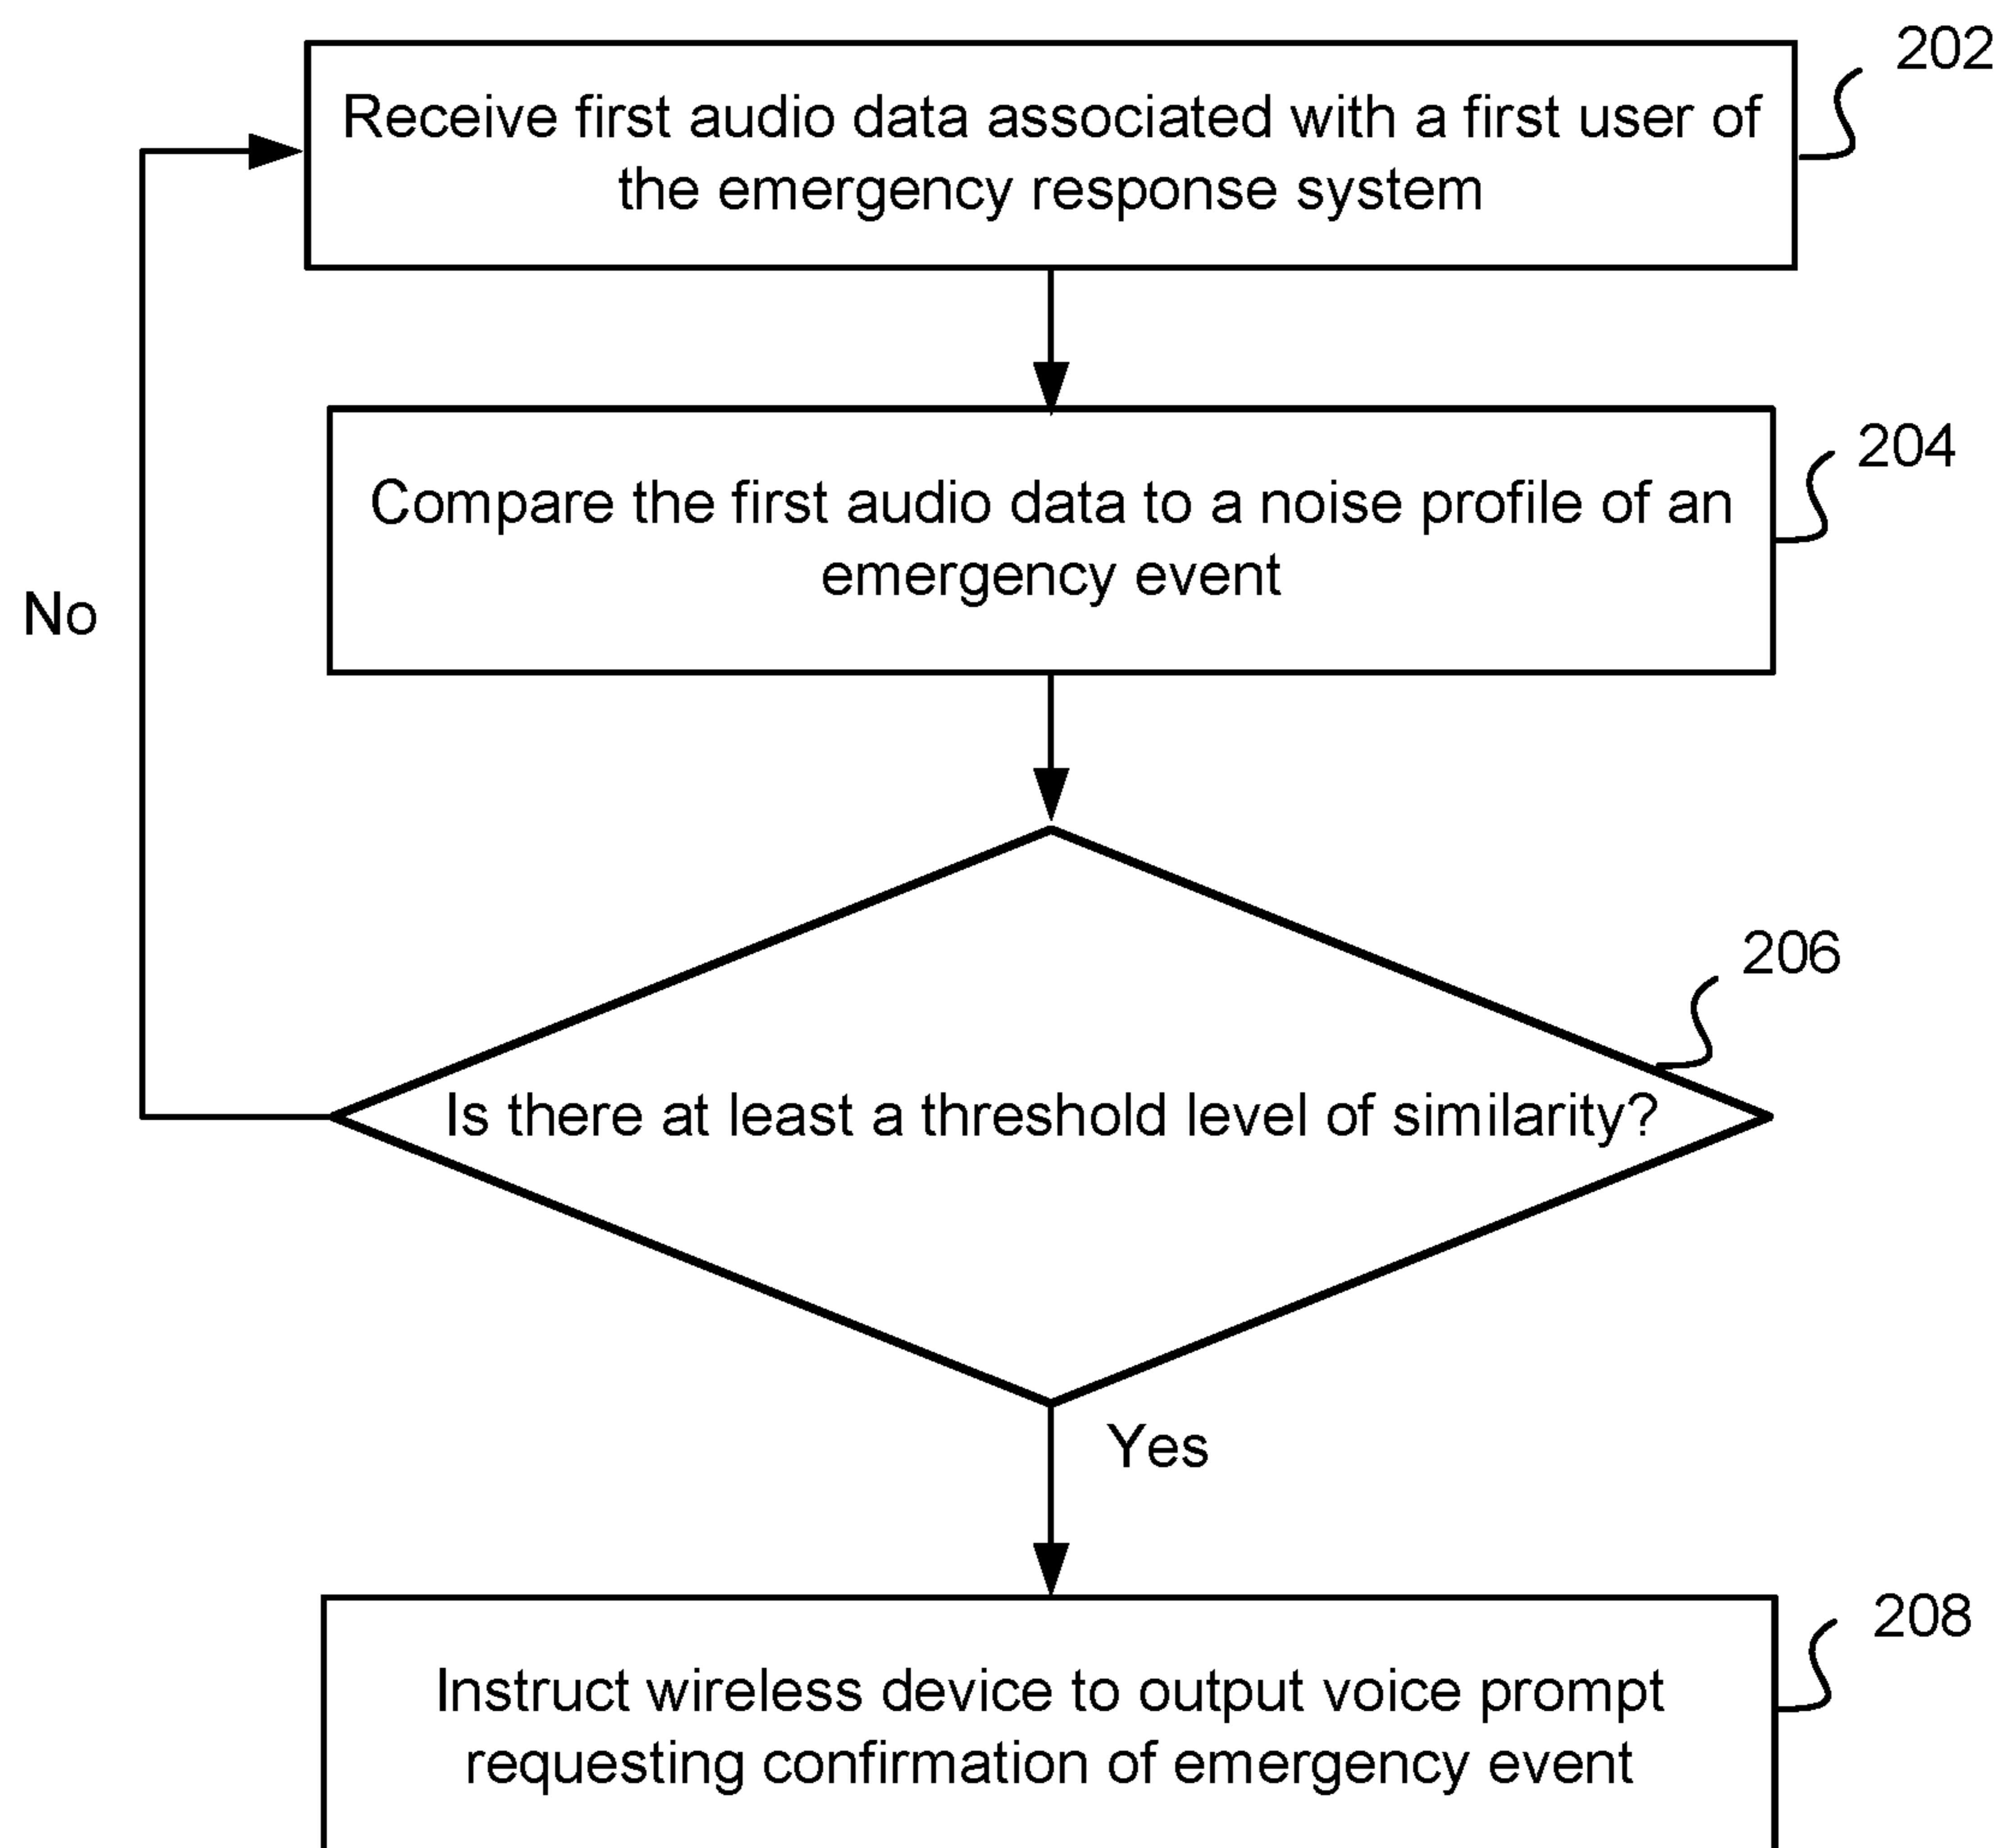 202
Receive first audio data associated with a first user of
the emergency response system
204
Compare the first audio data to a noise profile of an
emergency event
No
206
Is there at least a threshold level of similarity?
Yes
208
Instruct wireless device to output voice prompt
requesting confirmation of emergency event